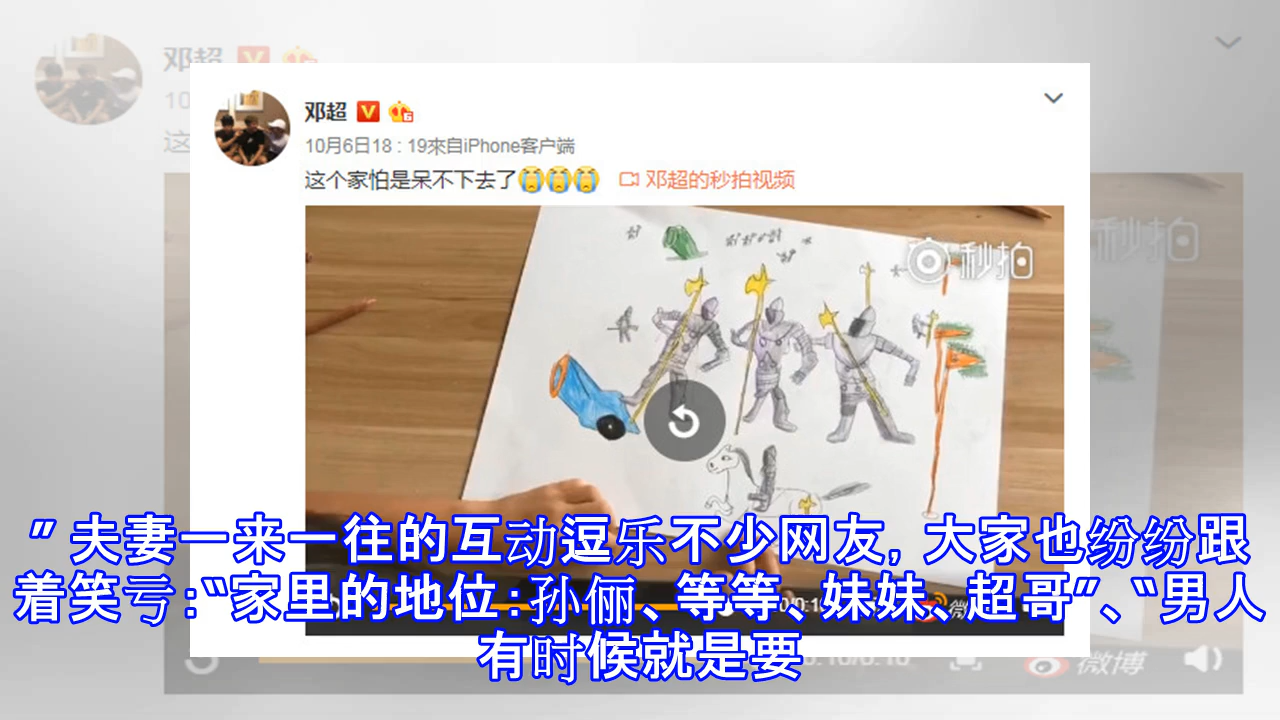 邓超
10月6日18 : 19來自iPhone客户端
这个家怕是呆不下去了😭😭😭 邓超的秒拍视频
秒拍
”夫妻一来一往的互动逗乐不少网友, 大家也纷纷跟
着笑亏:“家里的地位:孙俪、等等、妹妹、超哥”、“男人
有时候就是要
微博